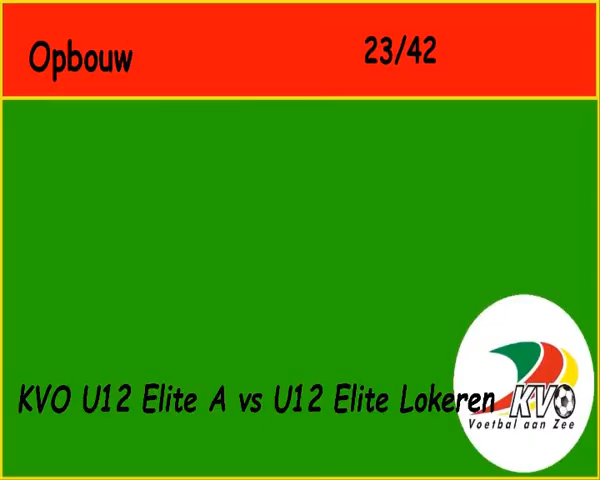 Opbouw 23/42
KVO U12 Elite A vs U12 Elite Lokeren
KVO
Voetbal aan Zee